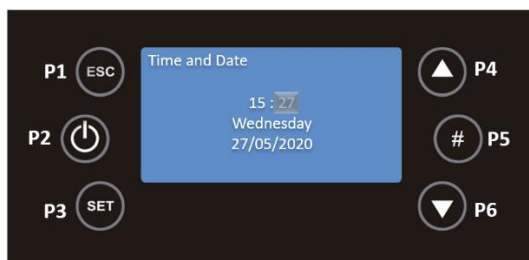 P1 ESC
Time and Date
P4
15 : 27
P2
Wednesday
# P5
27/05/2020
P3 SET
P6